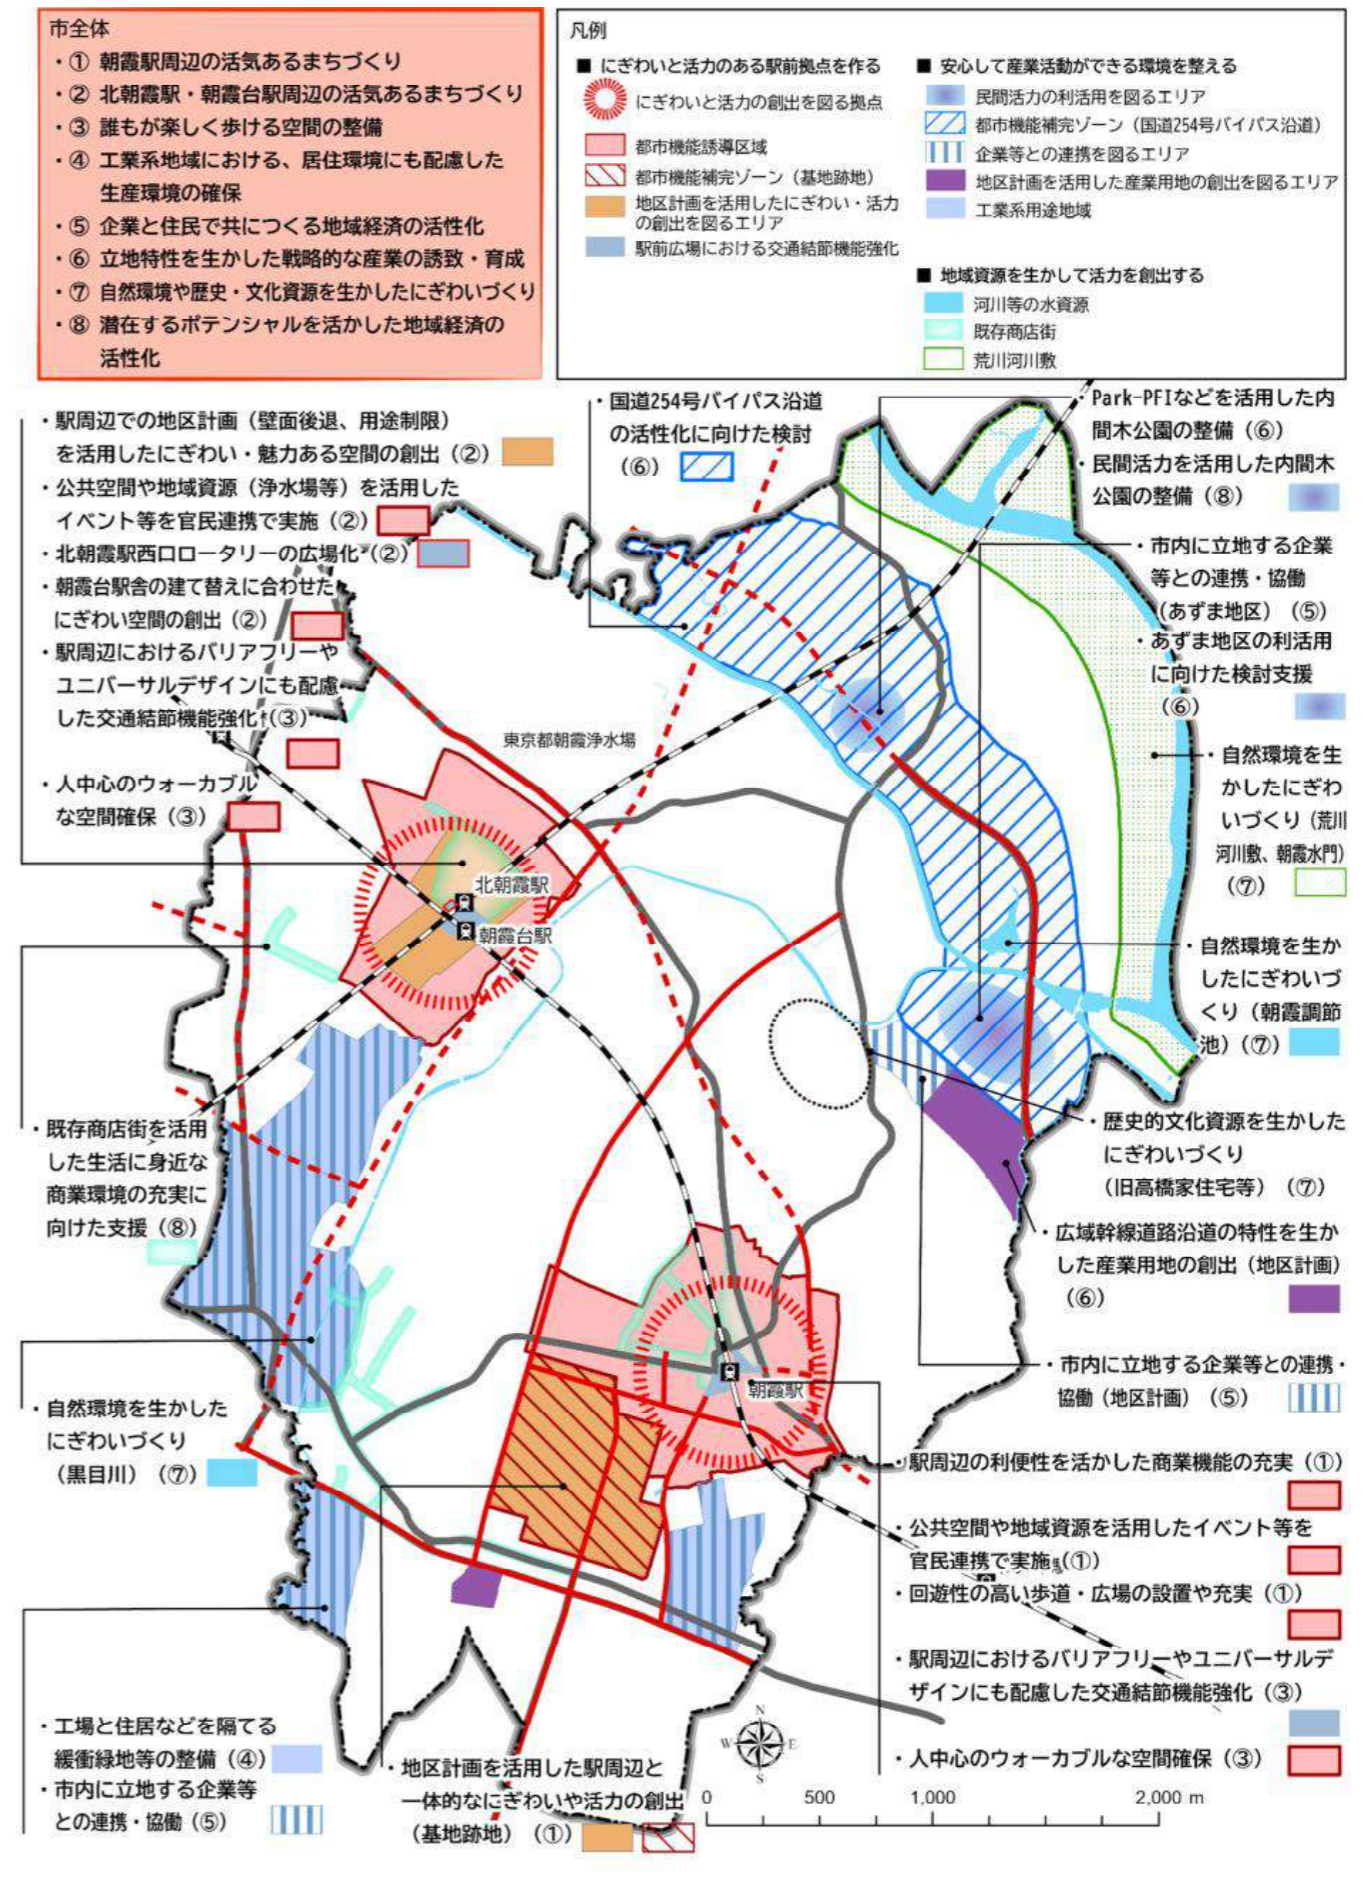 市全体
・① 朝霞駅周辺の活気あるまちづくり
・② 北朝霞駅・朝霞台駅周辺の活気あるまちづくり
・③ 誰もが楽しく歩ける空間の整備
・④ 工業系地域における、居住環境にも配慮した
生産環境の確保
・⑤ 企業と住民で共につくる地域経済の活性化
・⑥ 立地特性を生かした戦略的な産業の誘致・育成
・⑦ 自然環境や歴史・文化資源を生かしたにぎわいづくり
・⑧ 潜在するポテンシャルを活かした地域経済の
活性化
凡例
■ にぎわいと活力のある駅前拠点を作る
にぎわいと活力の創出を図る拠点
都市機能誘導区域
都市機能補完ゾーン（基地跡地）
地区計画を活用したにぎわい・活力
の創出を図るエリア
駅前広場における交通結節機能強化
■ 安心して産業活動ができる環境を整える
民間活力の利活用を図るエリア
都市機能補完ゾーン（国道254号バイパス沿道）
企業等との連携を図るエリア
地区計画を活用した産業用地の創出を図るエリア
工業系用途地域
■ 地域資源を生かして活力を創出する
河川等の水資源
既存商店街
荒川河川敷
・駅周辺での地区計画（壁面後退、用途制限）
を活用したにぎわい・魅力ある空間の創出（②）
・公共空間や地域資源（浄水場等）を活用した
イベント等を官民連携で実施（②）
・北朝霞駅西口ロータリーの広場化（②）
・朝霞台駅舎の建て替えに合わせた
にぎわい空間の創出（②）
・駅周辺におけるバリアフリーや
ユニバーサルデザインにも配慮
した交通結節機能強化（③）
・人中心のウォーカブル
な空間確保（③）
・国道254号バイパス沿道
の活性化に向けた検討
（⑥）
Park-PFIなどを活用した内
間木公園の整備（⑥）
・民間活力を活用した内間木
公園の整備（⑧）
・市内に立地する企業
等との連携・協働
（あずま地区）（⑤）
・あずま地区の利活用
に向けた検討支援
（⑥）
・自然環境を生
かしたにぎわ
いづくり（荒川
河川敷、朝霞水門）
（⑦）
・自然環境を生か
したにぎわいづ
くり（朝霞調節
池）（⑦）
東京都朝霞浄水場
北朝霞駅
朝霞台駅
・既存商店街を活用
した生活に身近な
商業環境の充実に
向けた支援（⑧）
・歴史的文化資源を生かした
にぎわいづくり
（旧高橋家住宅等）（⑦）
・広域幹線道路沿道の特性を生か
した産業用地の創出（地区計画）
（⑥）
・市内に立地する企業等との連携・
協働（地区計画）（⑤）
朝霞駅
・自然環境を生かした
にぎわいづくり
（黒目川）（⑦）
・駅周辺の利便性を活かした商業機能の充実（①）
・公共空間や地域資源を活用したイベント等を
官民連携で実施（①）
・回遊性の高い歩道・広場の設置や充実（①）
・駅周辺におけるバリアフリーやユニバーサルデ
ザインにも配慮した交通結節機能強化（③）
・人中心のウォーカブルな空間確保（③）
・工場と住居などを隔てる
緩衝緑地等の整備（④）
・市内に立地する企業等
との連携・協働（⑤）
・地区計画を活用した駅周辺と
一体的なにぎわいや活力の創出
（基地跡地）（①）
N
W E
S
0 500 1,000 2,000 m